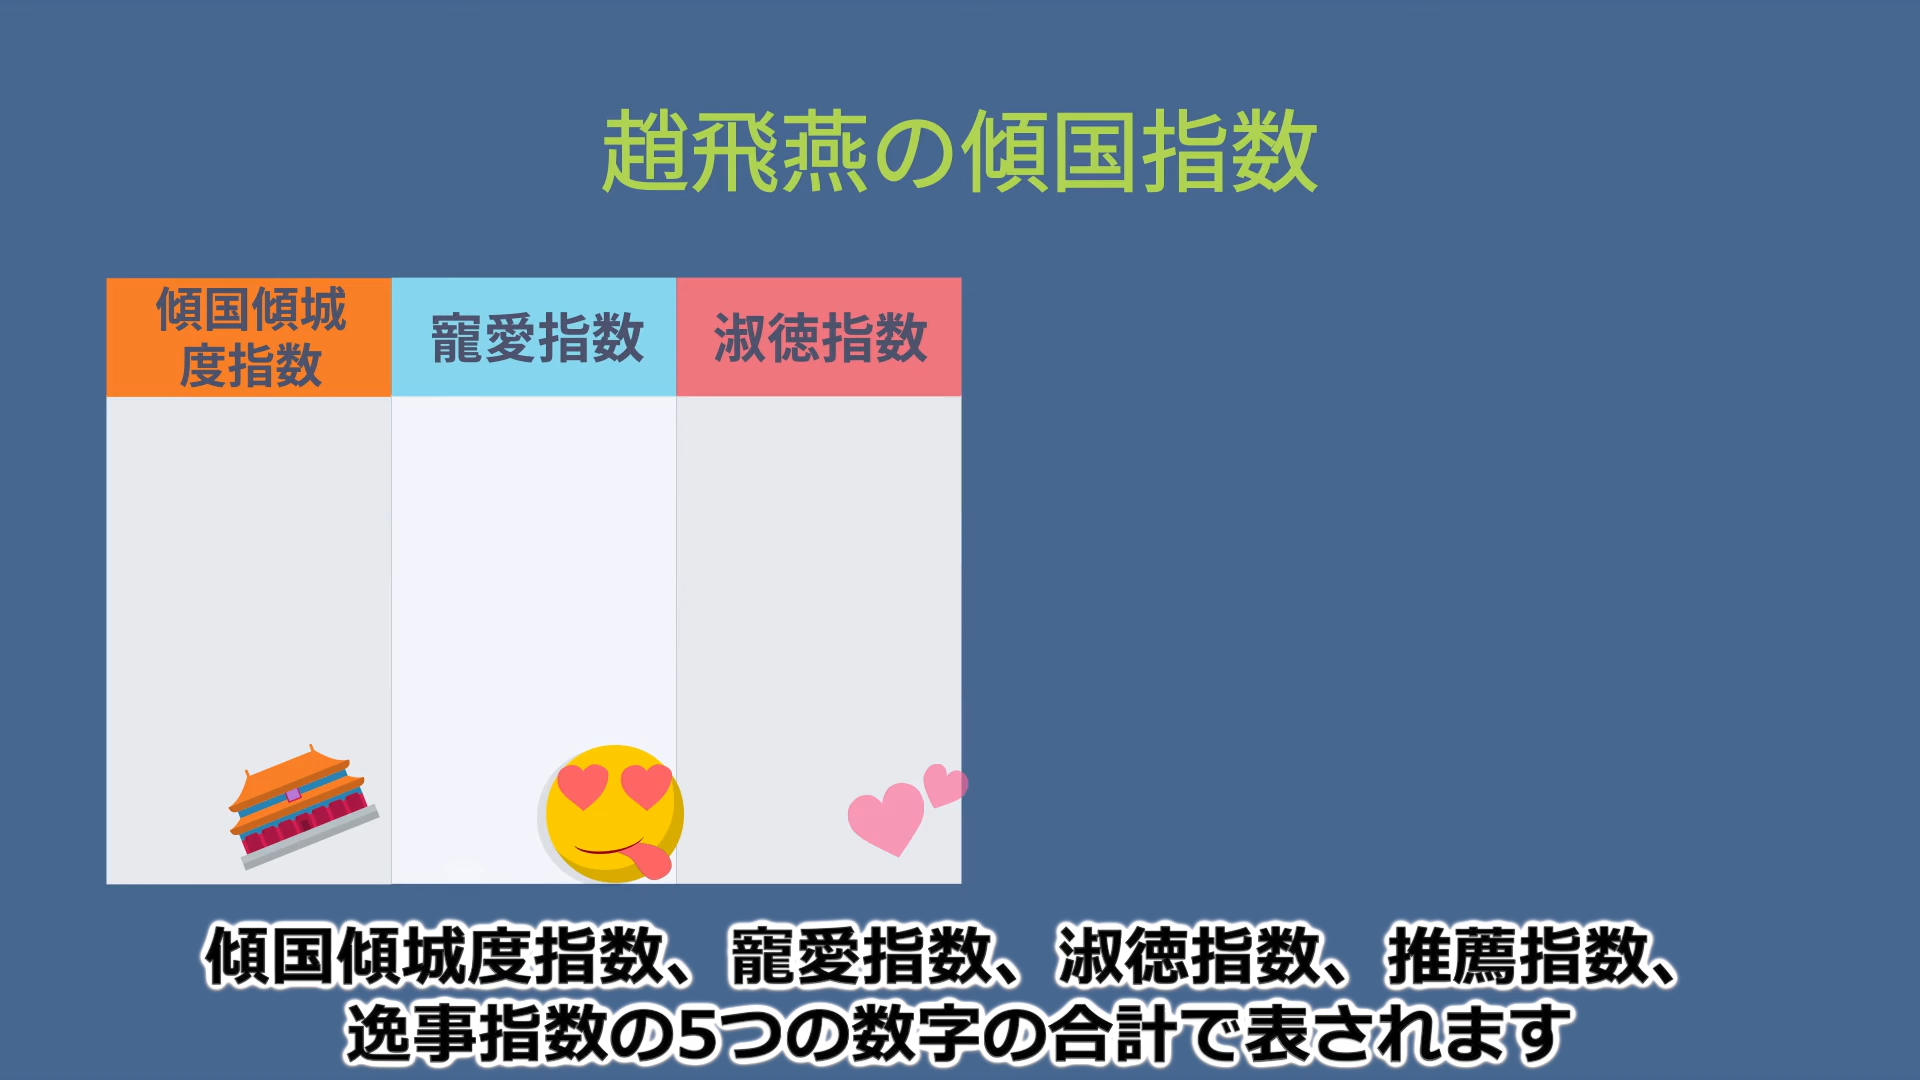 趙飛燕の傾国指数
傾国傾城
度指数
寵愛指数
淑徳指数
傾国傾城度指数、寵愛指数、淑徳指数、推薦指数、
逸事指数の5つの数字の合計で表されます